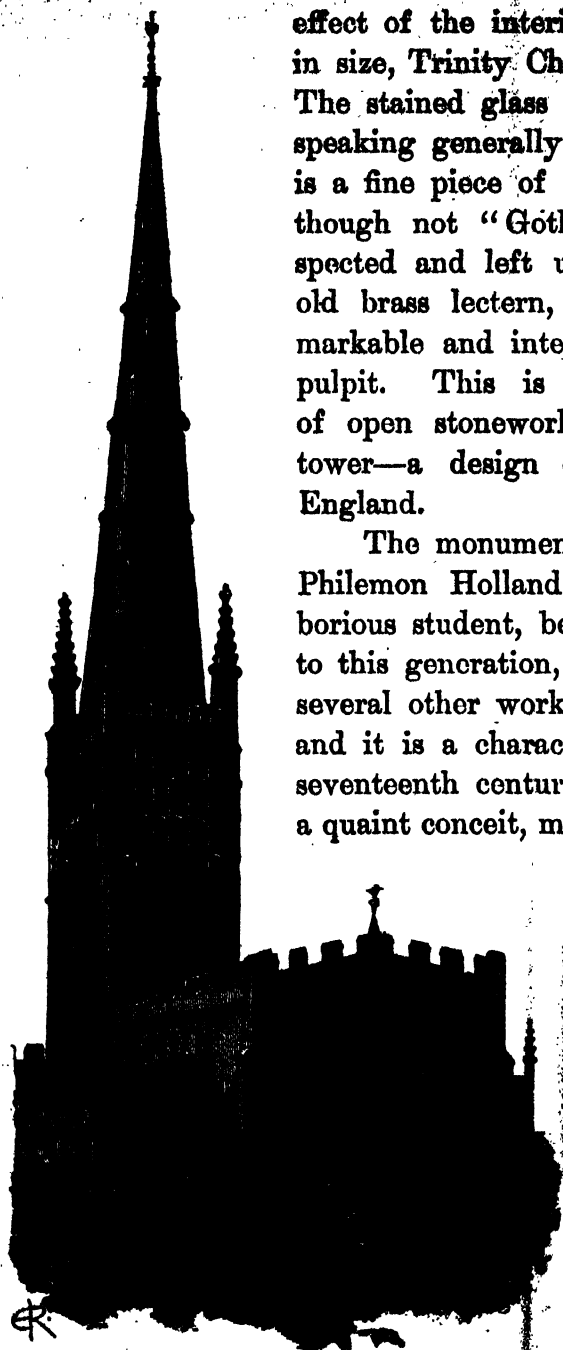 effect of the interi
in size, Trinity Ch
The stained glass
speaking generally
is a fine piece of
though not "Goth
spected and left u
old brass lectern,
markable and inte
pulpit. This is
of open stonework
tower—a design
England.
The monumen
Philemon Holland
borious student, be
to this generation,
several other work
and it is a charac
seventeenth centur
a quaint conceit, m